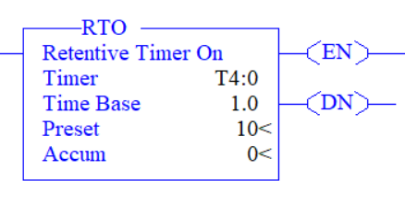 RTO
Retentive Timer On
Timer T4:0
Time Base 1.0
Preset 10<
Accum 0<
EN
DN